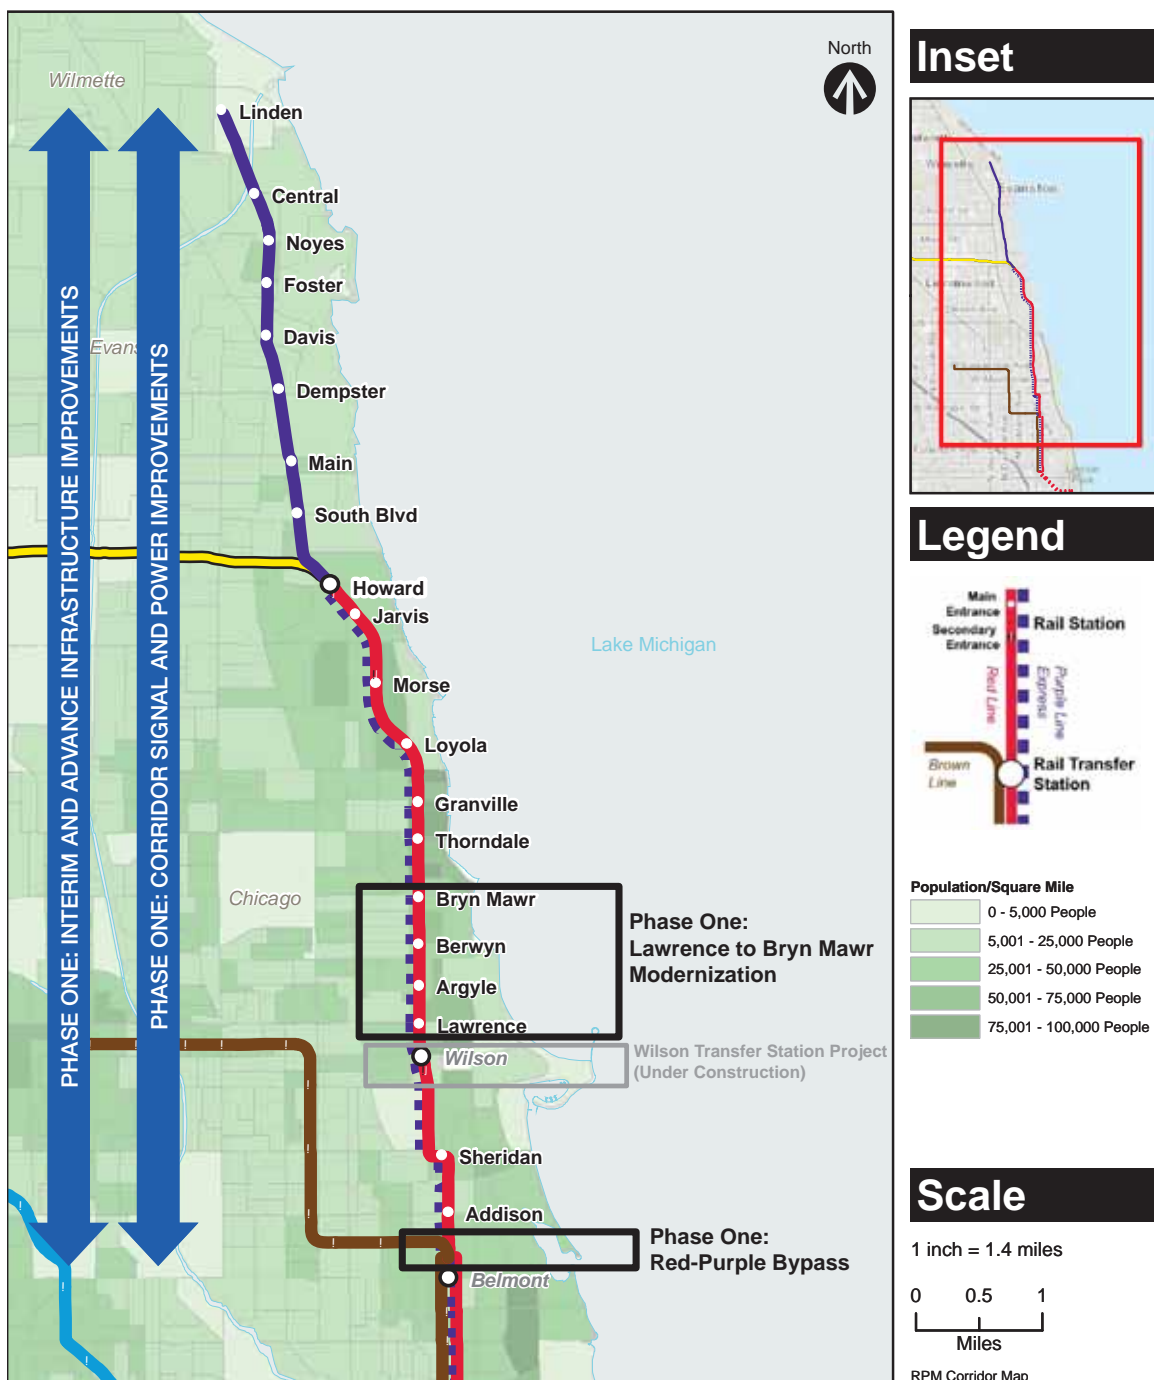 North
Wilmette
Linden
Central
Noyes
Foster
Davis
Dempster
Main
South Blvd
Howard
Jarvis
Morse
Loyola
Granville
Thorndale
Bryn Mawr
Berwyn
Argyle
Lawrence
Wilson
Sheridan
Addison
Belmont
Lake Michigan
Chicago
PHASE ONE: INTERIM AND ADVANCE INFRASTRUCTURE IMPROVEMENTS
PHASE ONE: CORRIDOR SIGNAL AND POWER IMPROVEMENTS
Phase One:
Lawrence to Bryn Mawr
Modernization
Wilson Transfer Station Project
(Under Construction)
Phase One:
Red-Purple Bypass
Inset
Evanston
Legend
Main
Entrance
Secondary
Entrance
Rail Station
Red Line
Purple Line
Express
Brown
Line
Rail Transfer
Station
Population/Square Mile
0 - 5,000 People
5,001 - 25,000 People
25,001 - 50,000 People
50,001 - 75,000 People
75,001 - 100,000 People
Scale
1 inch = 1.4 miles
0 0.5 1
Miles
RPM Corridor Map